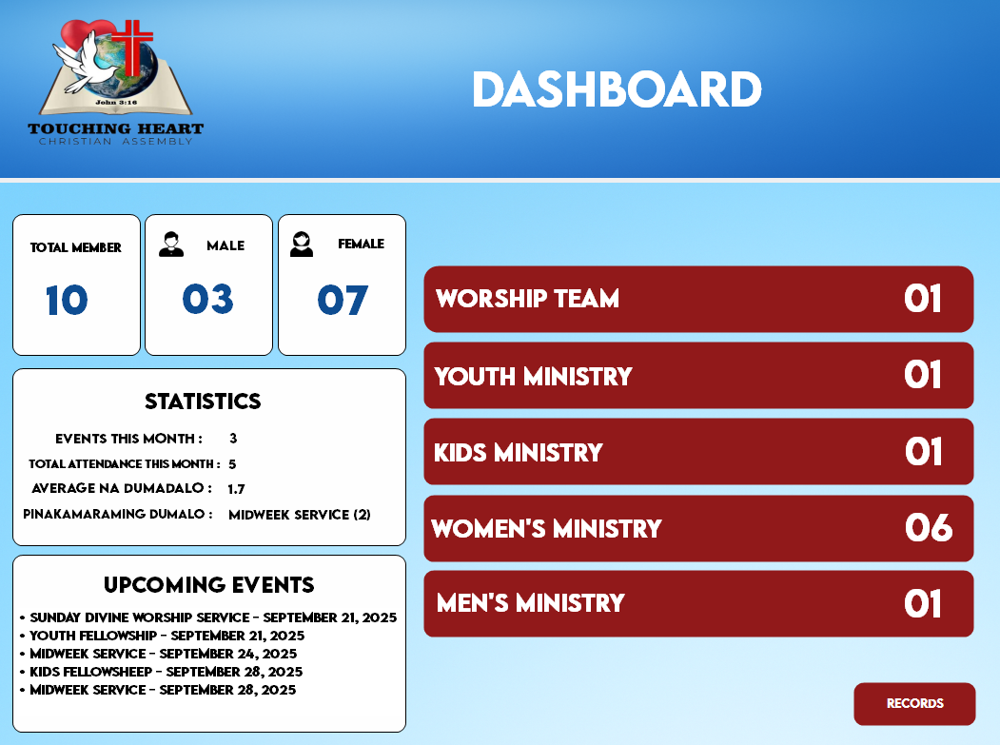 John 3:16
TOUCHING HEART
CHRISTIAN ASSEMBLY
DASHBOARD
TOTAL MEMBER
10
MALE
03
FEMALE
07
STATISTICS
EVENTS THIS MONTH : 3
TOTAL ATTENDANCE THIS MONTH : 5
AVERAGE NA DUMADALO : 1.7
PINAKAMARAMING DUMALO : MIDWEEK SERVICE (2)
UPCOMING EVENTS
• SUNDAY DIVINE WORSHIP SERVICE - SEPTEMBER 21, 2025
• YOUTH FELLOWSHIP - SEPTEMBER 21, 2025
• MIDWEEK SERVICE - SEPTEMBER 24, 2025
• KIDS FELLOWSHEEP - SEPTEMBER 28, 2025
• MIDWEEK SERVICE - SEPTEMBER 28, 2025
WORSHIP TEAM 01
YOUTH MINISTRY 01
KIDS MINISTRY 01
WOMEN'S MINISTRY 06
MEN'S MINISTRY 01
RECORDS